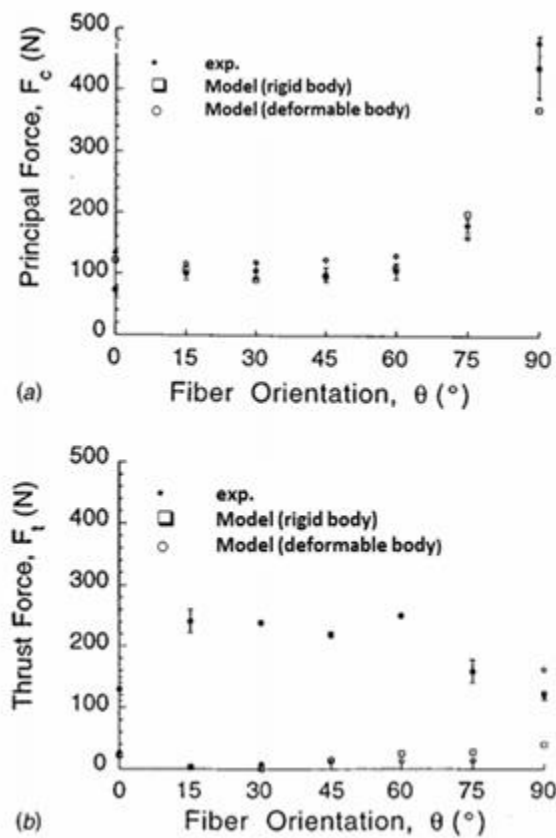 500
400
300
200
100
0
Principal Force, F_c (N)
exp.
Model (rigid body)
Model (deformable body)
0 15 30 45 60 75 90
(a) Fiber Orientation, θ (°)
500
400
300
200
100
0
Thrust Force, F_t (N)
exp.
Model (rigid body)
Model (deformable body)
0 15 30 45 60 75 90
(b) Fiber Orientation, θ (°)